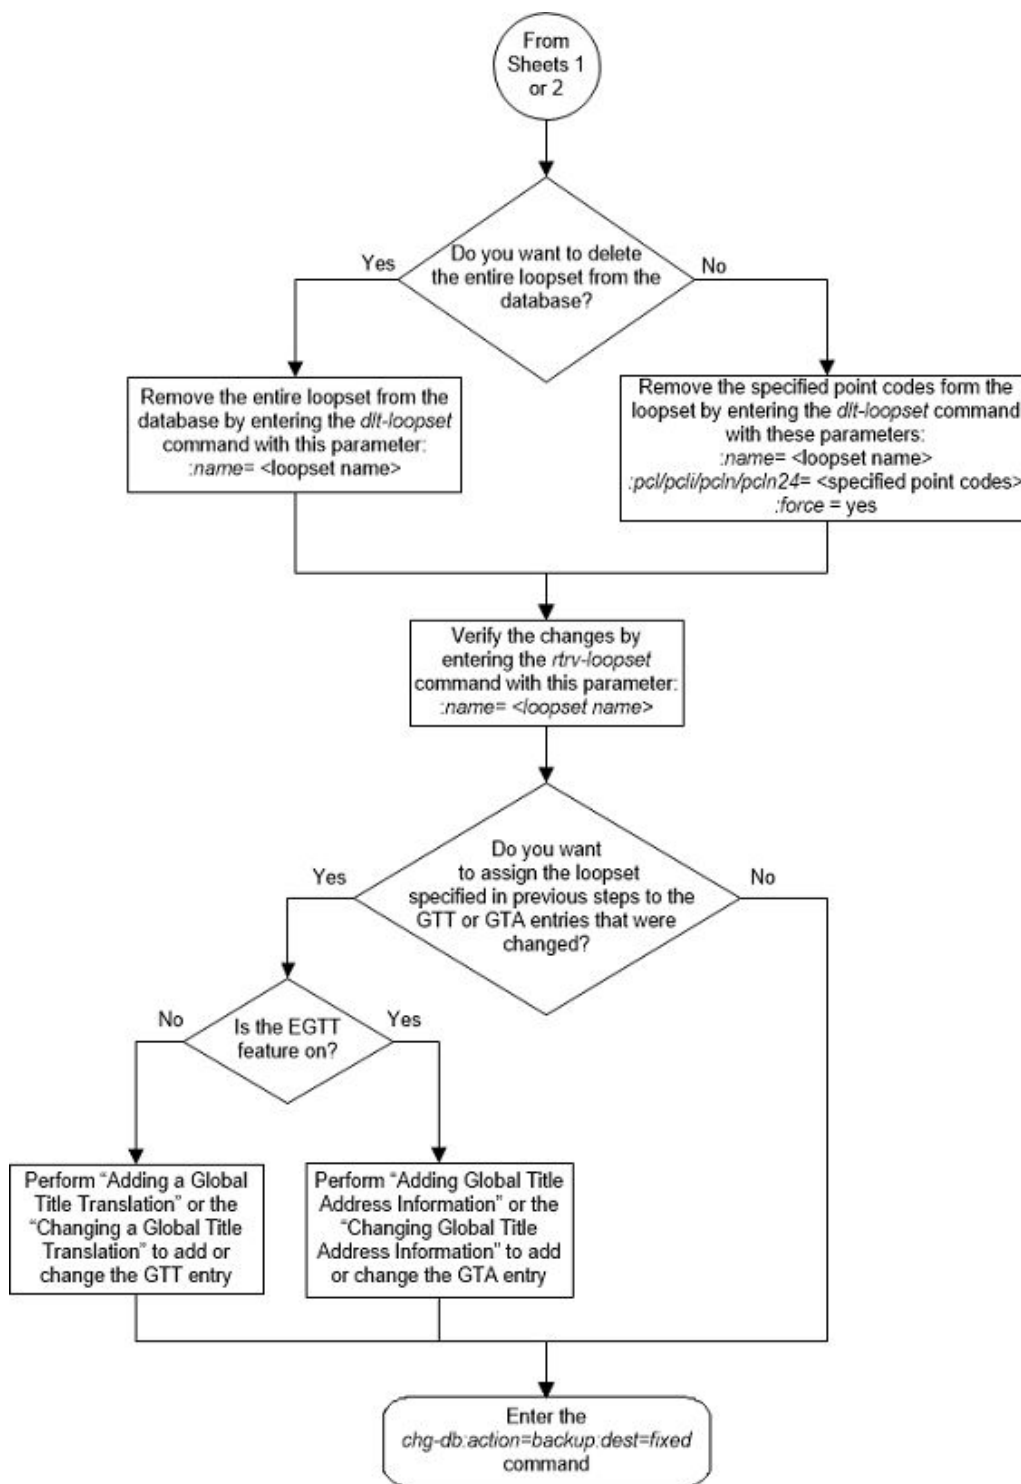 From
Sheets 1
or 2
Do you want to delete
the entire loopset from the
database?
Yes
No
Remove the entire loopset from the
database by entering the dlt-loopset
command with this parameter:
:name= <loopset name>
Remove the specified point codes form the
loopset by entering the dlt-loopset command
with these parameters:
:name= <loopset name>
:pcl/pcli/pcln/pcln24= <specified point codes>
:force = yes
Verify the changes by
entering the rtrv-loopset
command with this parameter:
:name= <loopset name>
Do you want
to assign the loopset
specified in previous steps to the
GTT or GTA entries that were
changed?
Yes
No
Is the EGTT
feature on?
No
Yes
Perform “Adding a Global
Title Translation” or the
“Changing a Global Title
Translation” to add or
change the GTT entry
Perform “Adding Global Title
Address Information” or the
“Changing Global Title
Address Information” to add
or change the GTA entry
Enter the
chg-db:action=backup:dest=fixed
command